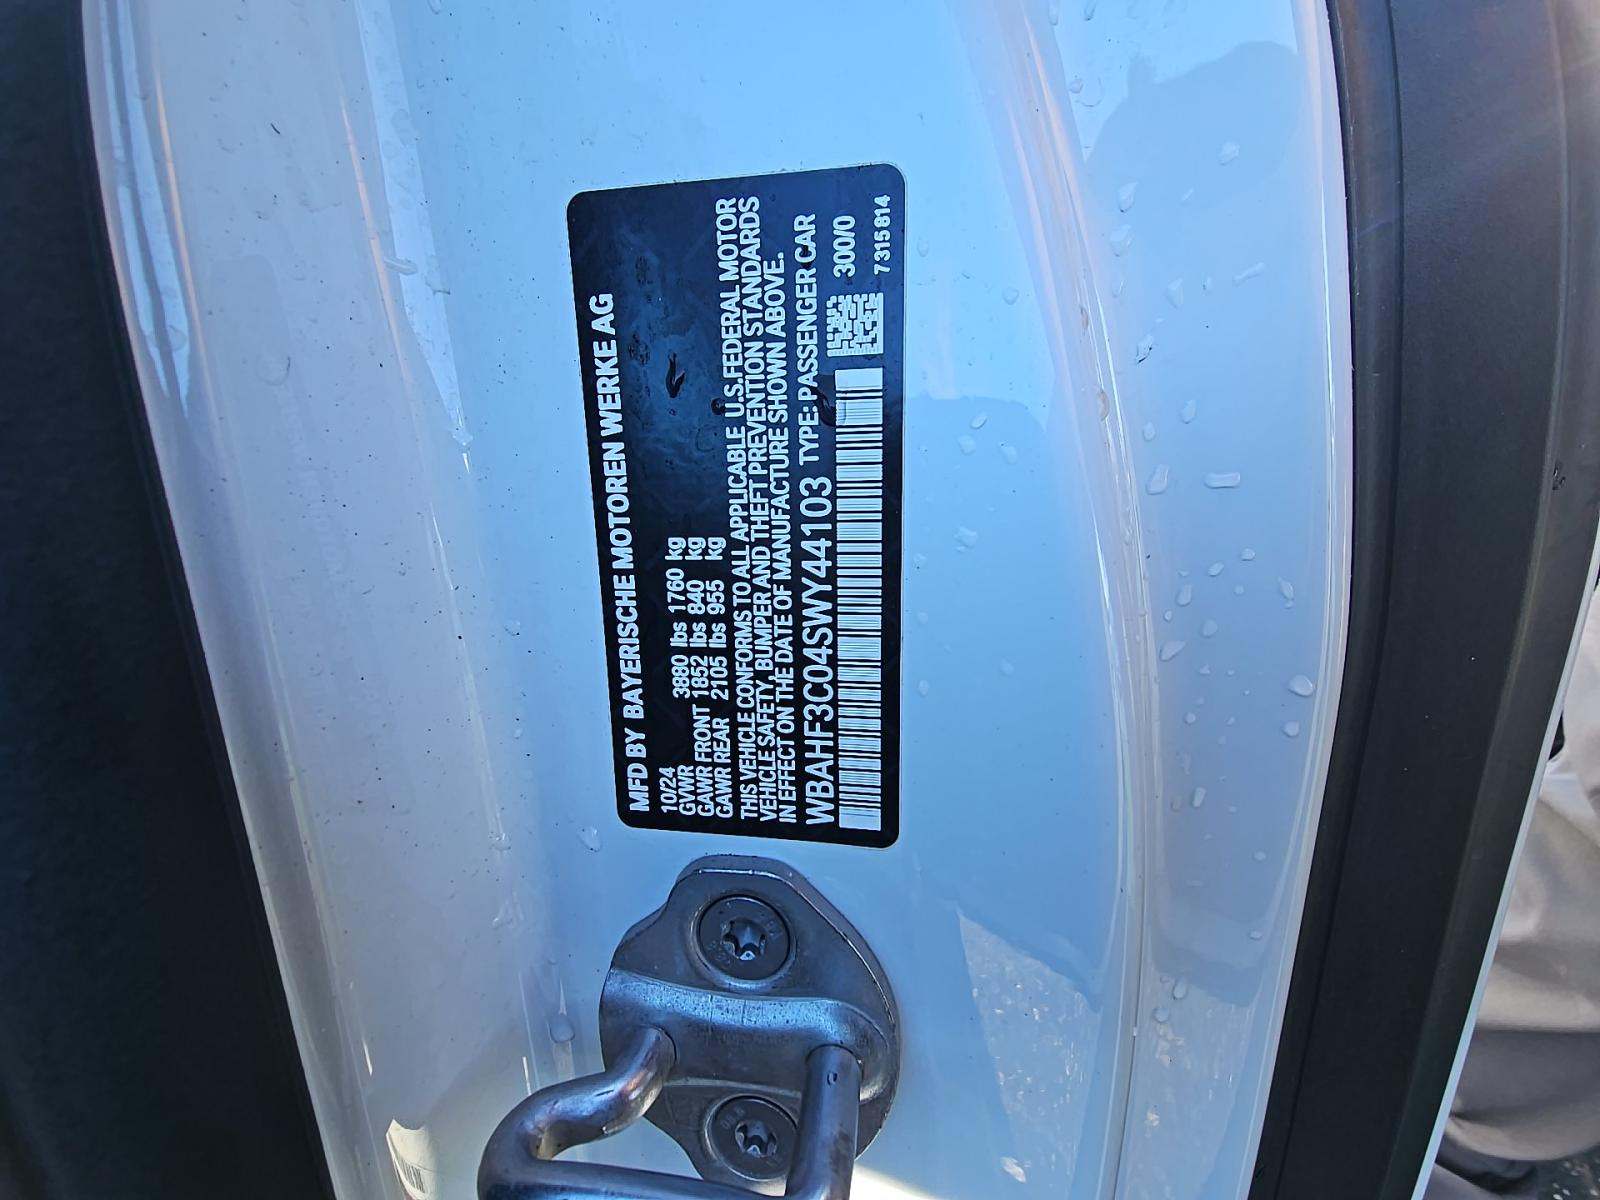 MFD BY BAYERISCHE MOTOREN WERKE AG
10/24
GVWR 3880 lbs 1760 kg
GAWR FRONT 1852 lbs 840 kg
GAWR REAR 2105 lbs 955 kg
THIS VEHICLE CONFORMS TO ALL APPLICABLE U.S.FEDERAL MOTOR
VEHICLE SAFETY, BUMPER AND THEFT PREVENTION STANDARDS
IN EFFECT ON THE DATE OF MANUFACTURE SHOWN ABOVE.
WBAHF3C04SWY44103 TYPE: PASSENGER CAR
300/0
7315814